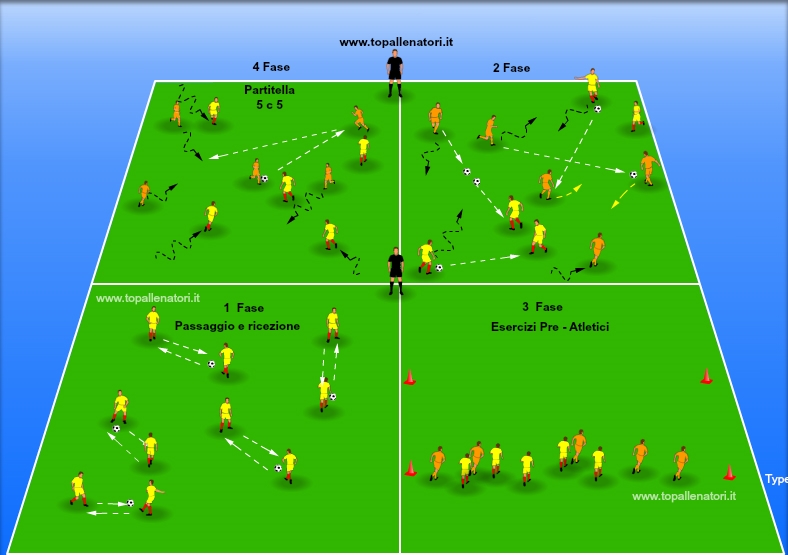 www.topallenatori.it
4 Fase
2 Fase
Partitella
5 c 5
www.topallenatori.it
1 Fase
3 Fase
Passaggio e ricezione
Esercizi Pre - Atletici
Type
www.topallenatori.it